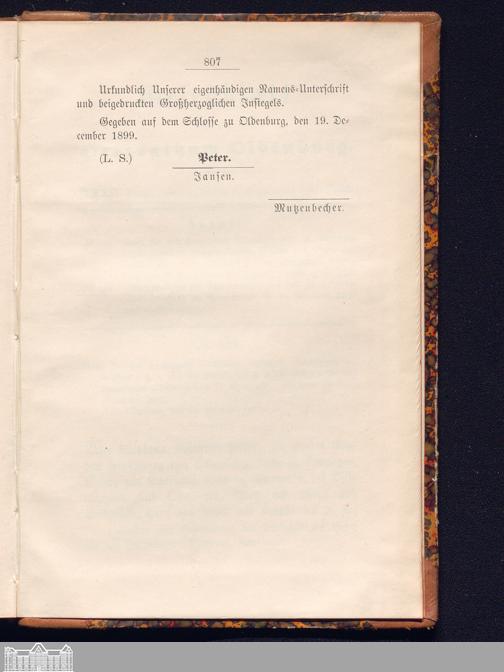 807
Urkundlich Unserer eigenhändigen Namens-Unterschrift
und beigedruckten Großherzoglichen Insiegels.
Gegeben auf dem Schlosse zu Oldenburg, den 19. De-
cember 1899.
(L. S.) Peter.
Jansen.
Mutzenbecher.